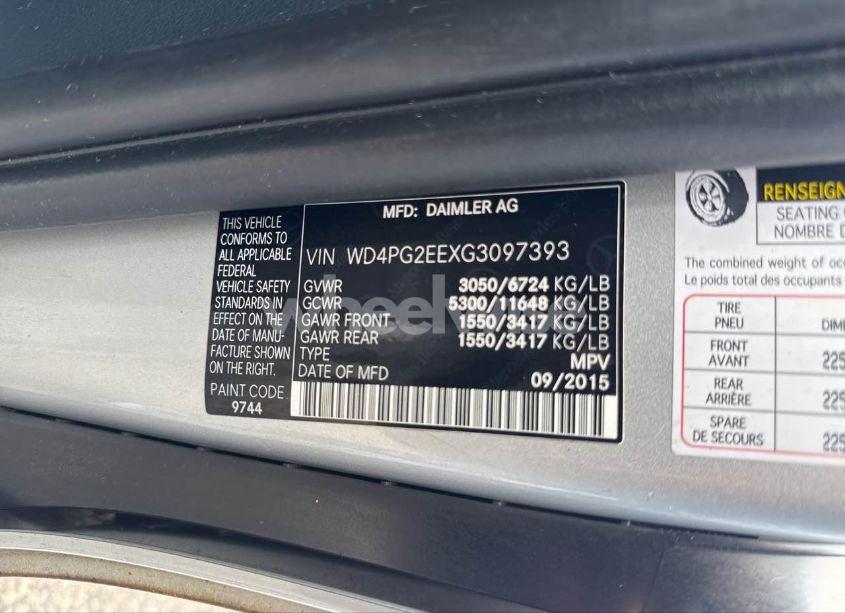 MFD: DAIMLER AG
THIS VEHICLE
CONFORMS TO
ALL APPLICABLE
FEDERAL
VEHICLE SAFETY
STANDARDS IN
EFFECT ON THE
DATE OF MANU-
FACTURE SHOWN
ON THE RIGHT.
PAINT CODE
9744
VIN WD4PG2EEXG3097393
GVWR 3050/6724 KG/LB
GCWR 5300/11648 KG/LB
GAWR FRONT 1550/3417 KG/LB
GAWR REAR 1550/3417 KG/LB
TYPE MPV
DATE OF MFD 09/2015
SEATING
NOMBRE
The combined weight of
Le poids total des occupants
TIRE
PNEU
FRONT
AVANT
225
REAR
ARRIÈRE
225
SPARE
DE SECOURS
225